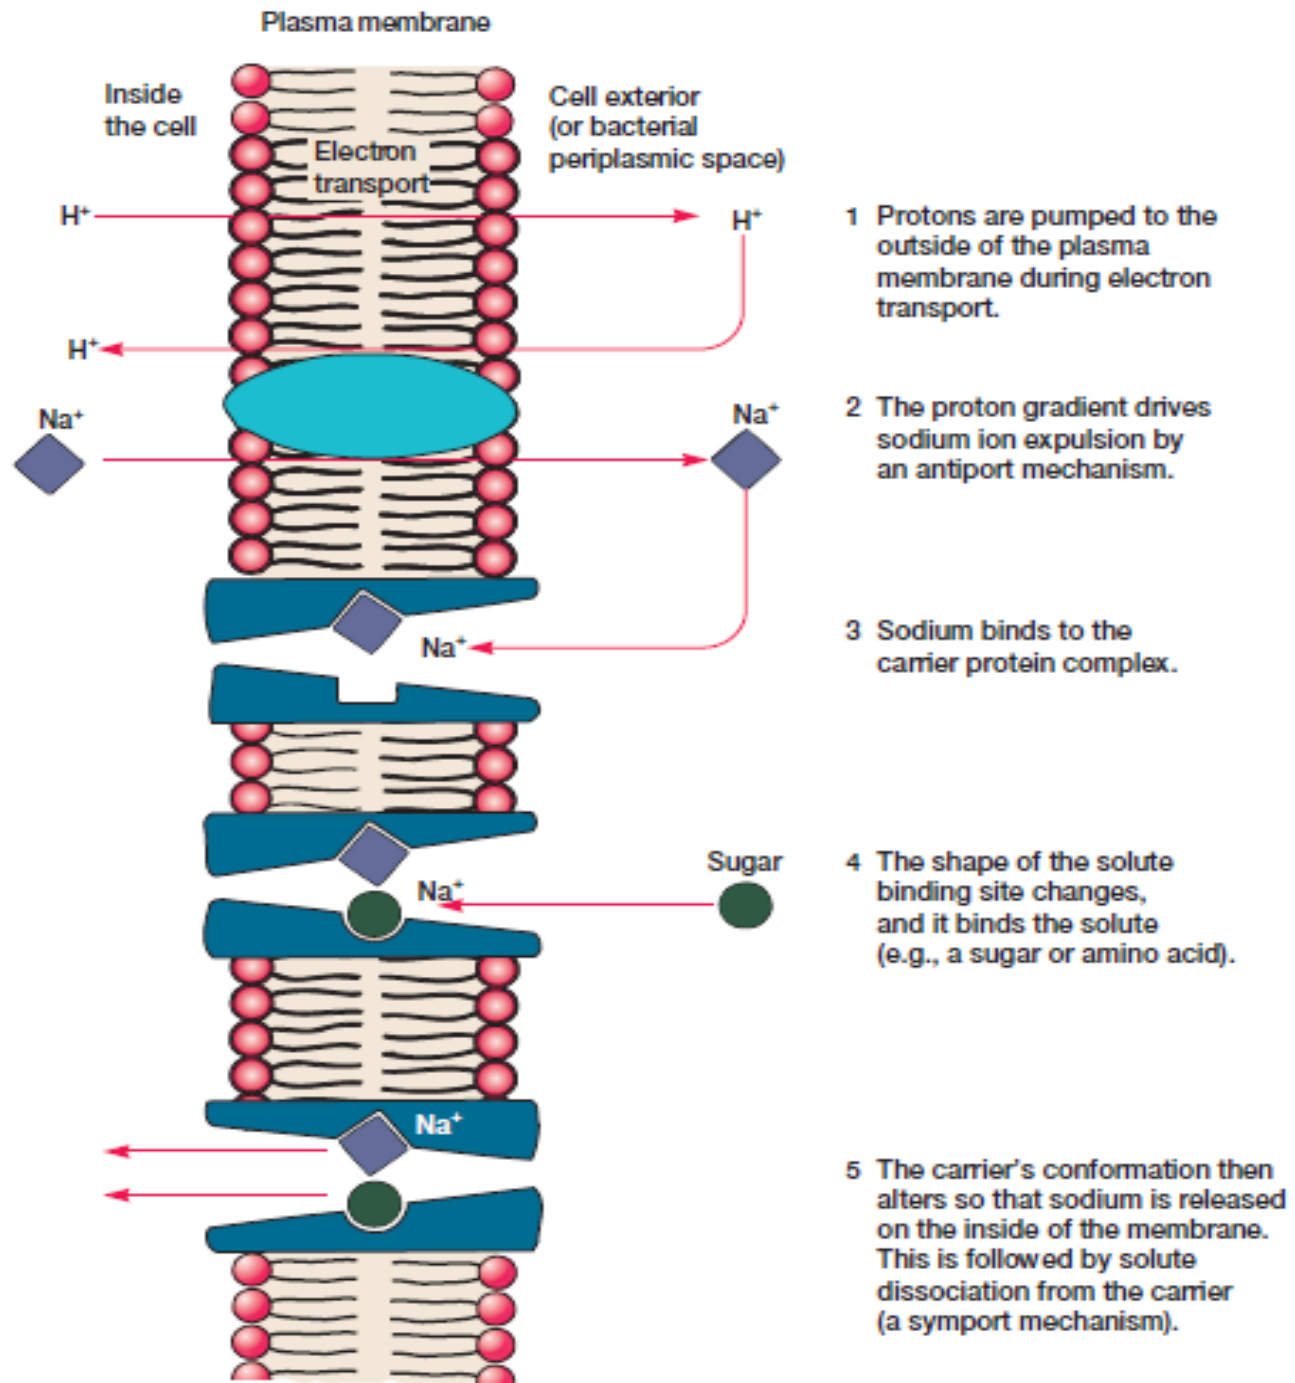 Plasma membrane
Inside
the cell
Cell exterior
(or bacterial
periplasmic space)
Electron
transport
H⁺
H⁺
1 Protons are pumped to the
outside of the plasma
membrane during electron
transport.
H⁺
Na⁺
Na⁺
2 The proton gradient drives
sodium ion expulsion by
an antiport mechanism.
Na⁺
3 Sodium binds to the
carrier protein complex.
Na⁺
Sugar
4 The shape of the solute
binding site changes,
and it binds the solute
(e.g., a sugar or amino acid).
Na⁺
5 The carrier's conformation then
alters so that sodium is released
on the inside of the membrane.
This is followed by solute
dissociation from the carrier
(a symport mechanism).